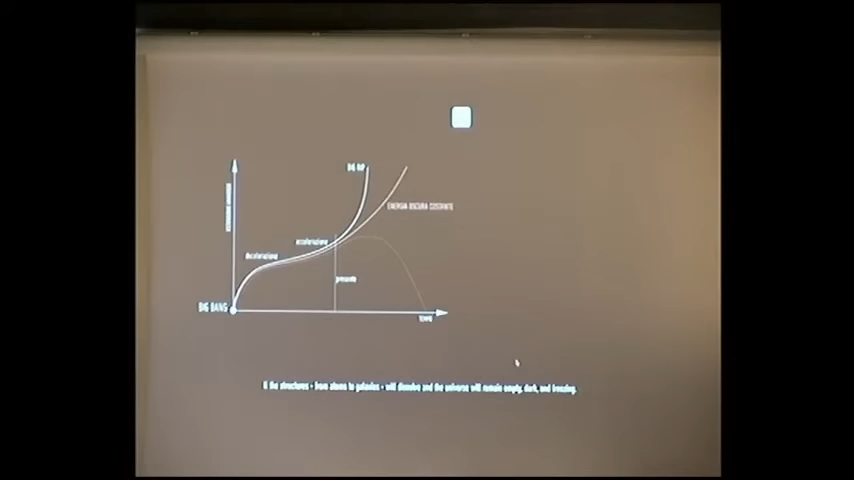 BIG RIP
ENERGIA OSCURA COSTANTE
accelerazione
decelerazione
presente
BIG BANG
TEMPO
ll the structures - from atoms to galaxies - will dissolve and the universe will remain empty, dark, and freezing.